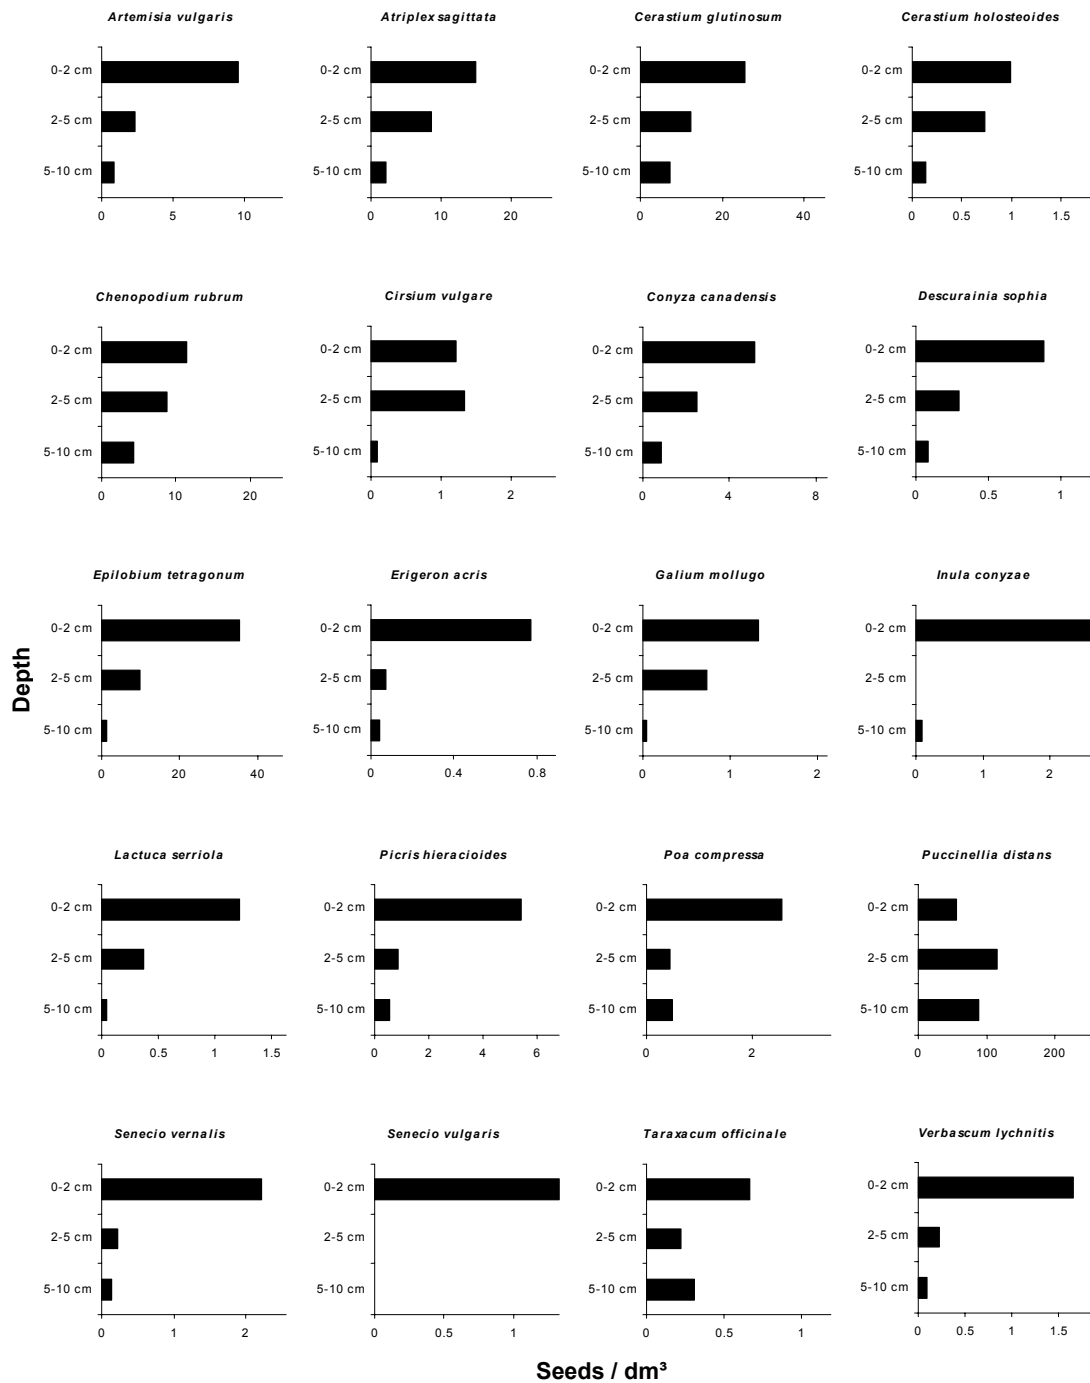 Artemisia vulgaris
0-2 cm
2-5 cm
5-10 cm
0 5 10
Atriplex sagittata
0-2 cm
2-5 cm
5-10 cm
0 10 20
Cerastium glutinosum
0-2 cm
2-5 cm
5-10 cm
0 20 40
Cerastium holosteoides
0-2 cm
2-5 cm
5-10 cm
0 0.5 1 1.5
Chenopodium rubrum
0-2 cm
2-5 cm
5-10 cm
0 10 20
Cirsium vulgare
0-2 cm
2-5 cm
5-10 cm
0 1 2
Conyza canadensis
0-2 cm
2-5 cm
5-10 cm
0 4 8
Descurainia sophia
0-2 cm
2-5 cm
5-10 cm
0 0.5 1
Depth
Epilobium tetragonum
0-2 cm
2-5 cm
5-10 cm
0 20 40
Erigeron acris
0-2 cm
2-5 cm
5-10 cm
0 0.4 0.8
Galium mollugo
0-2 cm
2-5 cm
5-10 cm
0 1 2
Inula conyzae
0-2 cm
2-5 cm
5-10 cm
0 1 2
Lactuca serriola
0-2 cm
2-5 cm
5-10 cm
0 0.5 1 1.5
Picris hieracioides
0-2 cm
2-5 cm
5-10 cm
0 2 4 6
Poa compressa
0-2 cm
2-5 cm
5-10 cm
0 2
Puccinellia distans
0-2 cm
2-5 cm
5-10 cm
0 100 200
Senecio vernalis
0-2 cm
2-5 cm
5-10 cm
0 1 2
Senecio vulgaris
0-2 cm
2-5 cm
5-10 cm
0 1
Taraxacum officinale
0-2 cm
2-5 cm
5-10 cm
0 0.5 1
Verbascum lychnitis
0-2 cm
2-5 cm
5-10 cm
0 0.5 1 1.5
Seeds / dm³